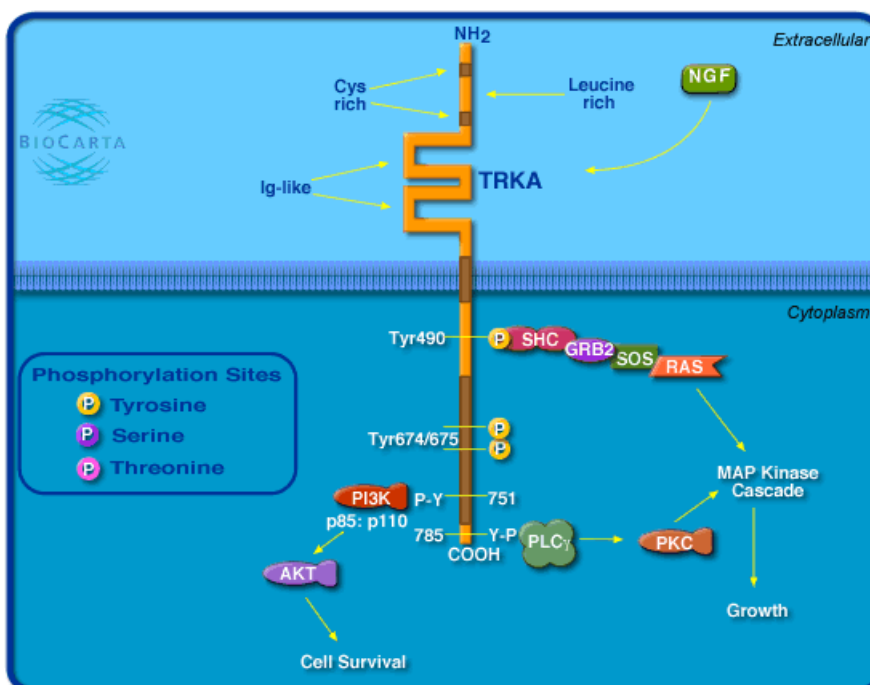 NH2
Extracellular
NGF
Cys
rich
Leucine
rich
BIOCARTA
TRKA
Ig-like
Cytoplasm
Tyr490
P
SHC
GRB2
SOS
RAS
Phosphorylation Sites
P Tyrosine
P Serine
P Threonine
Tyr674/675
P
P
MAP Kinase
Cascade
PI3K
P-Y
751
p85: p110
785
Y-P
PLCγ
PKC
COOH
AKT
Growth
Cell Survival